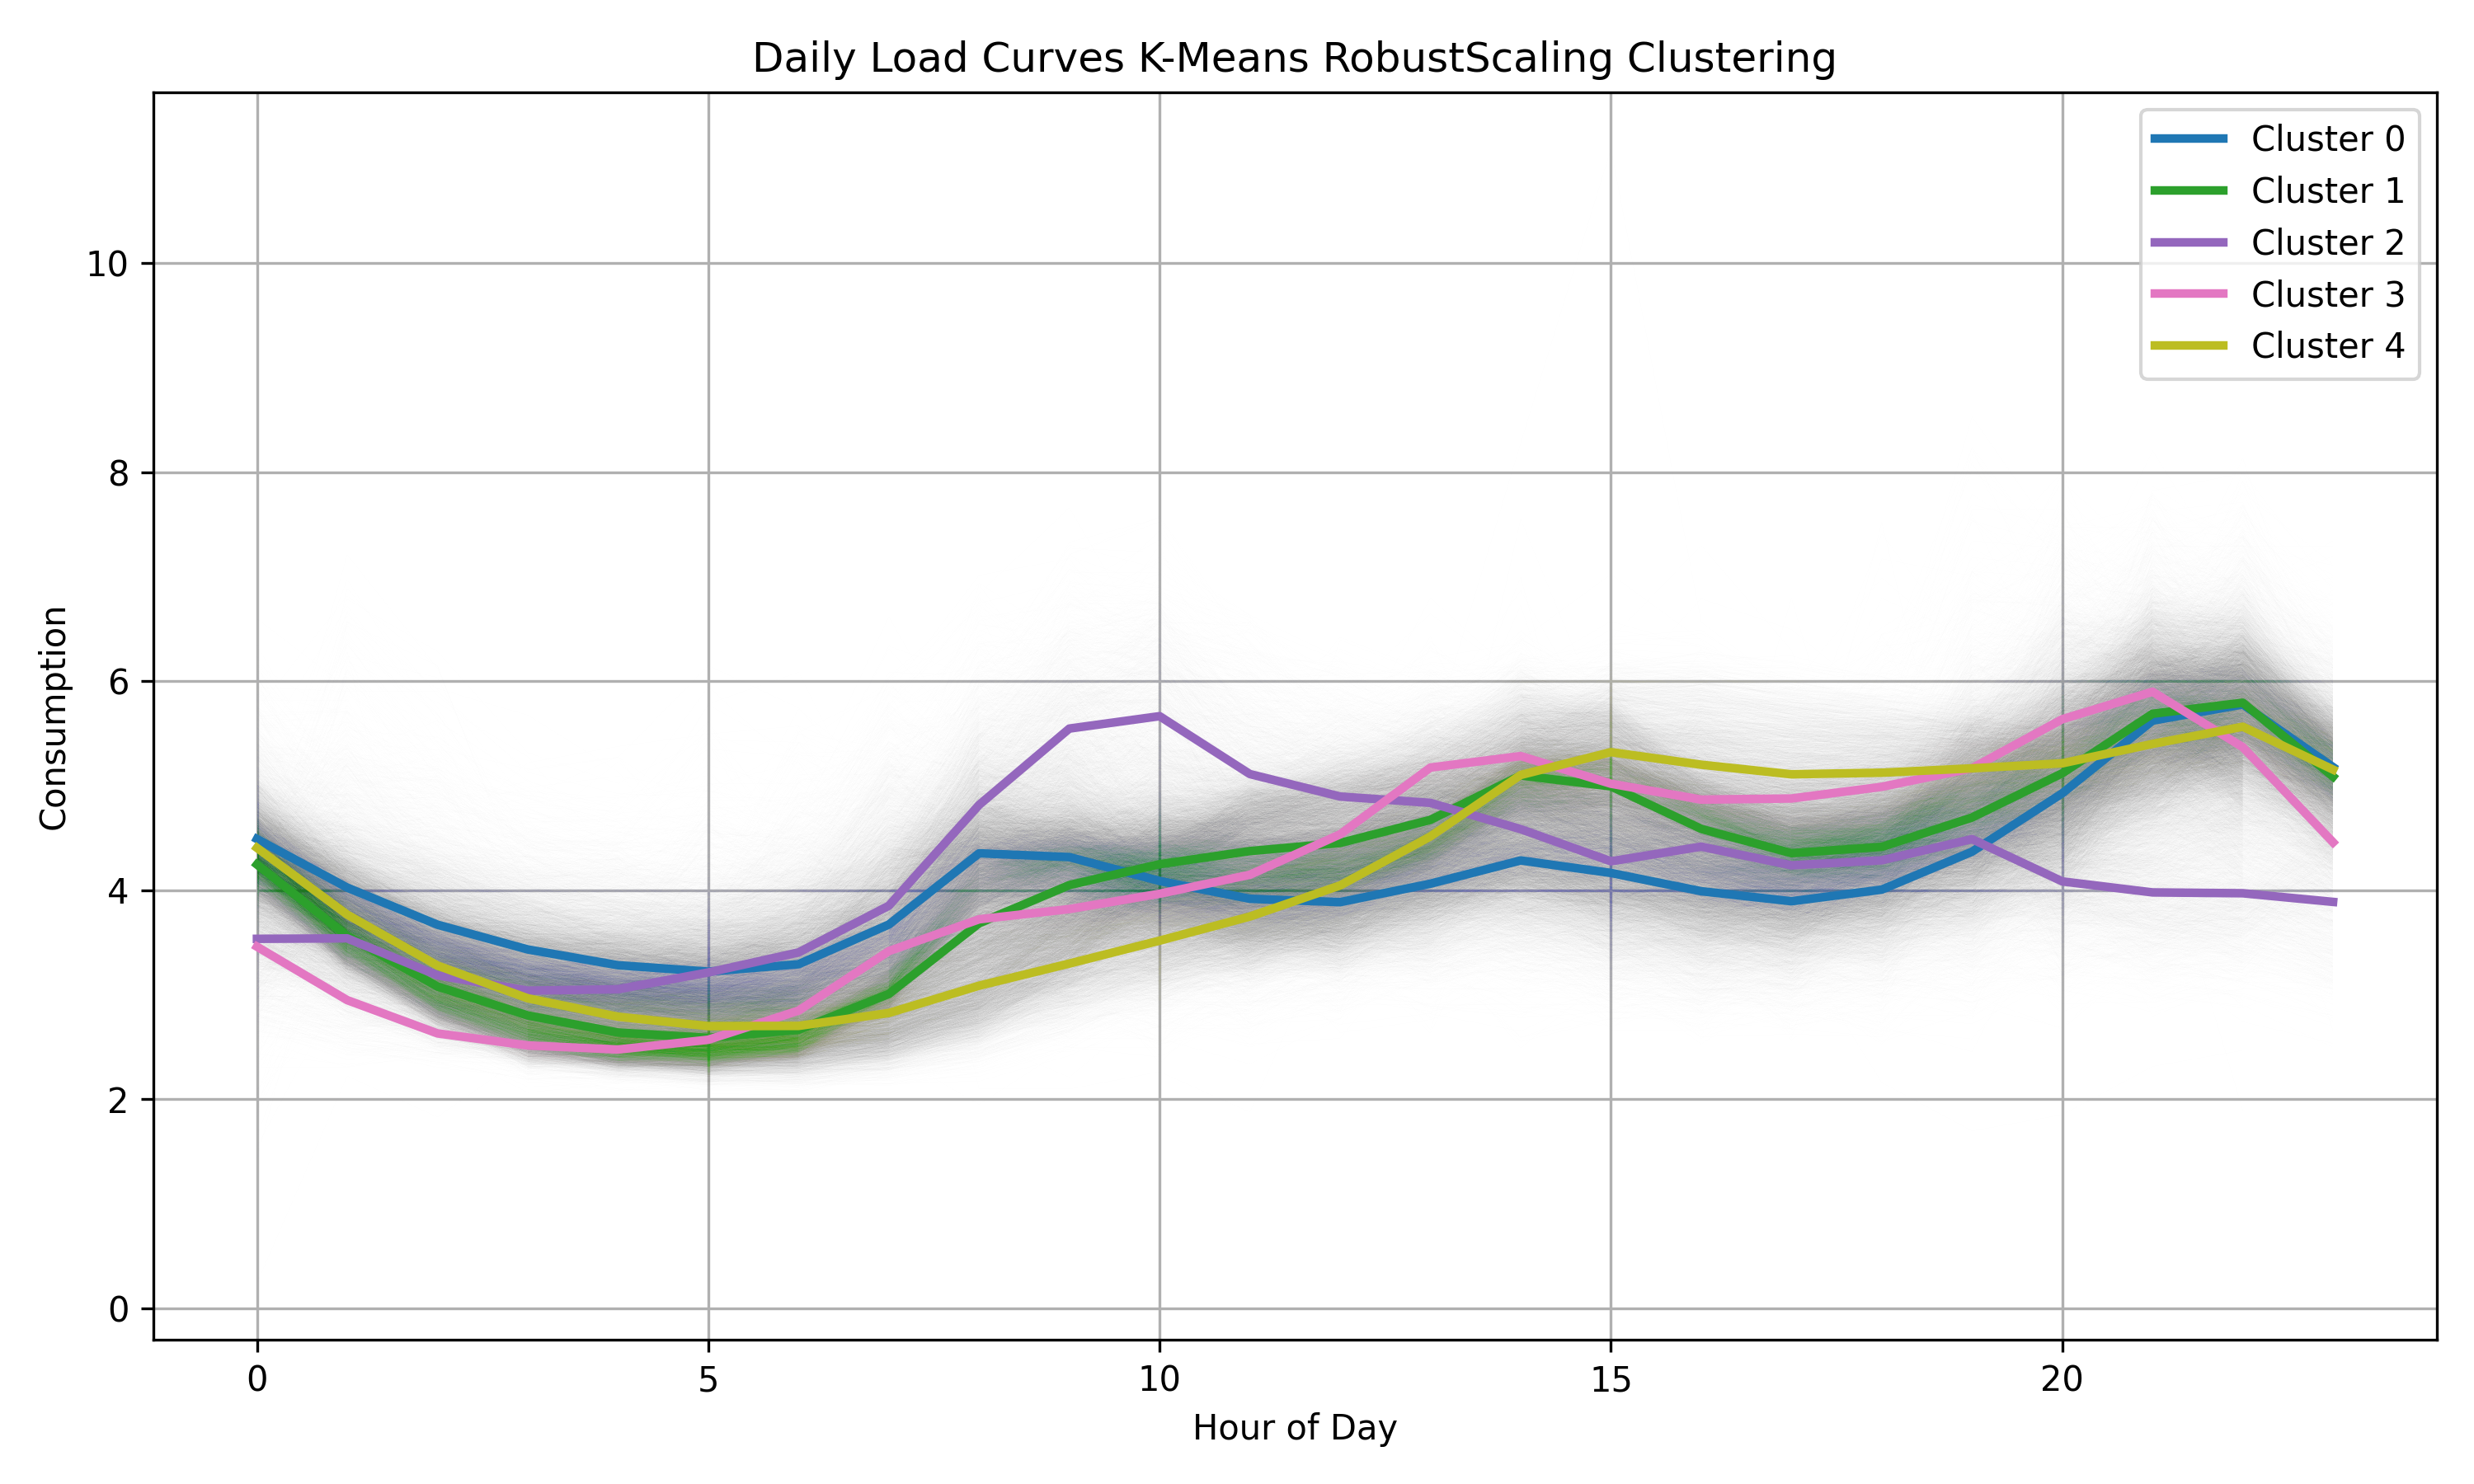 Daily Load Curves K-Means RobustScaling Clustering
Cluster 0
Cluster 1
Cluster 2
Cluster 3
Cluster 4
Consumption
10
8
6
4
2
0
0 5 10 15 20
Hour of Day